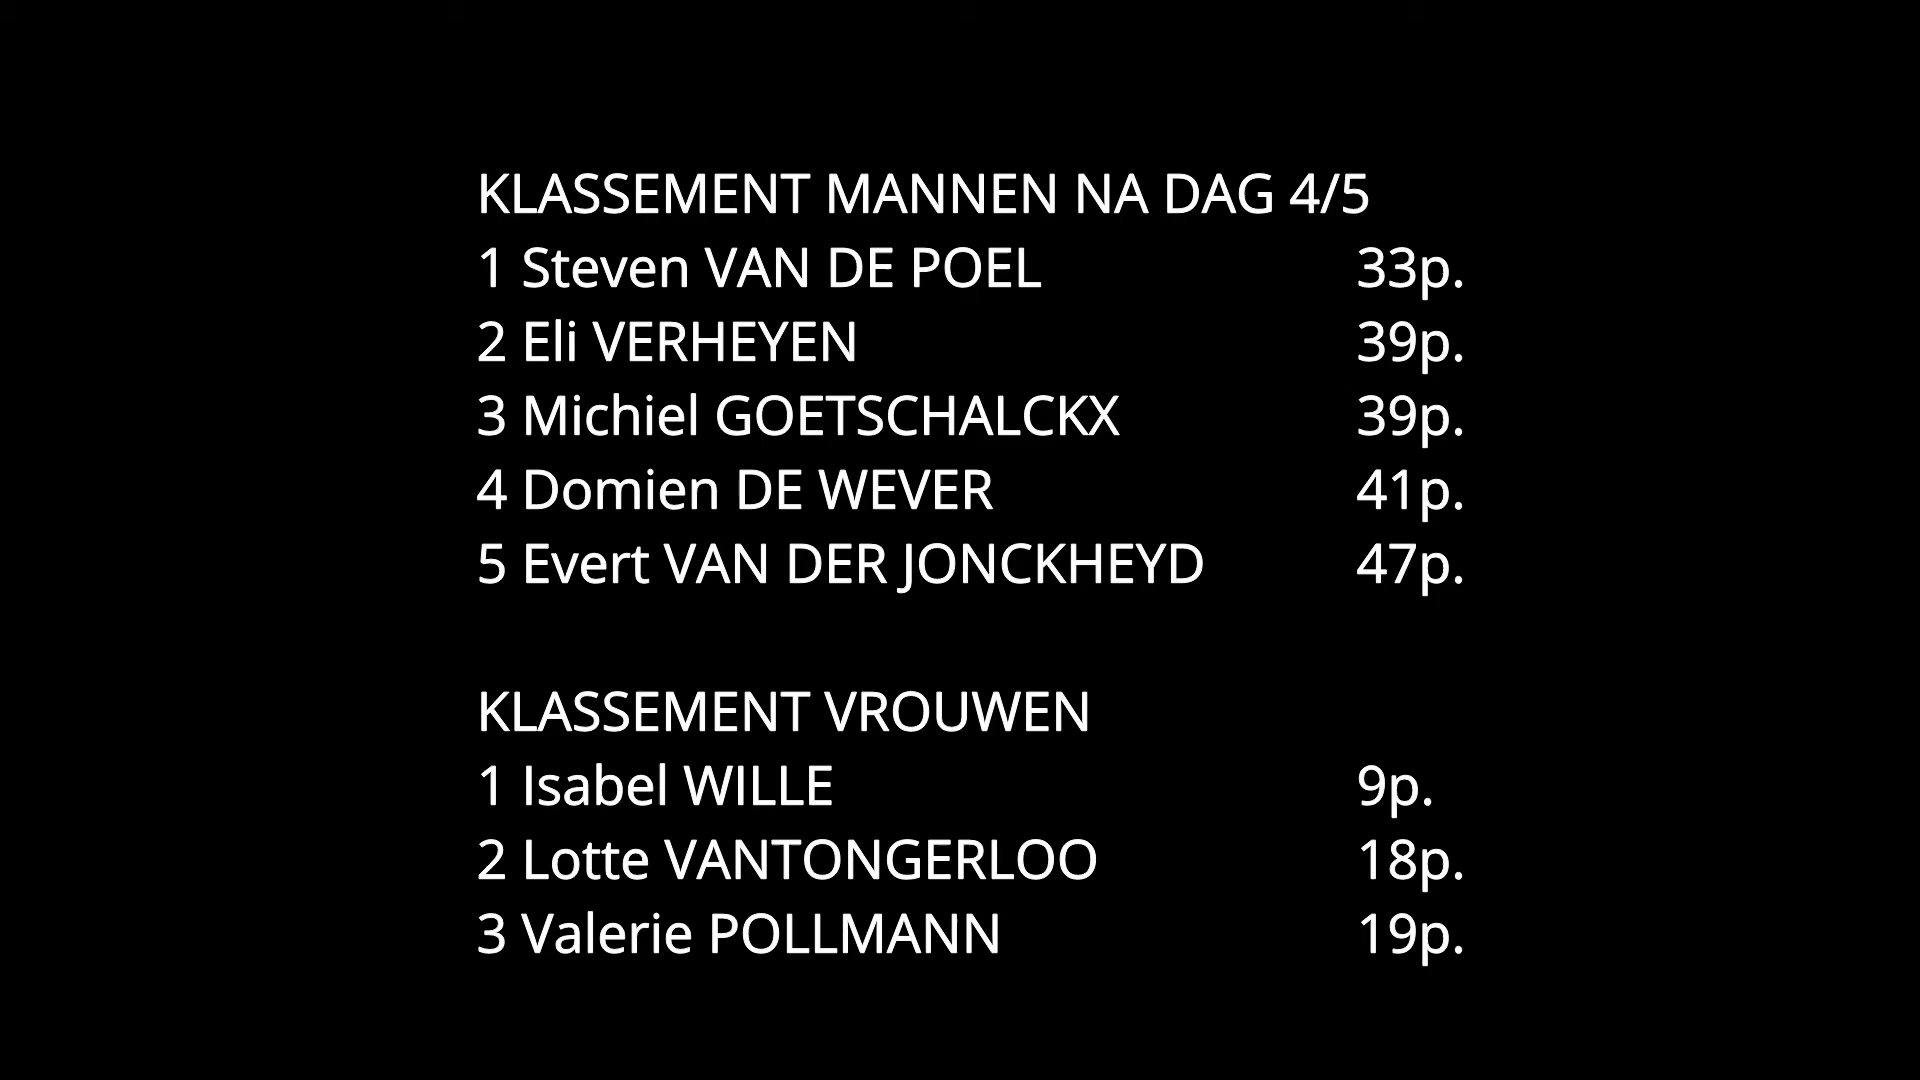 KLASSEMENT MANNEN NA DAG 4/5
1 Steven VAN DE POEL 33p.
2 Eli VERHEYEN 39p.
3 Michiel GOETSCHALCKX 39p.
4 Domien DE WEVER 41p.
5 Evert VAN DER JONCKHEYD 47p.
KLASSEMENT VROUWEN
1 Isabel WILLE 9p.
2 Lotte VANTONGERLOO 18p.
3 Valerie POLLMANN 19p.